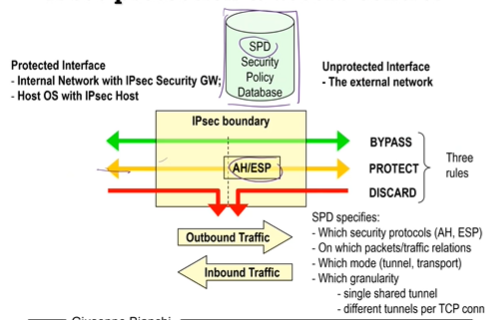 SPD
Security
Policy
Database
Protected Interface
- Internal Network with IPsec Security GW;
- Host OS with IPsec Host
Unprotected Interface
- The external network
IPsec boundary
BYPASS
AH/ESP
PROTECT
DISCARD
Three
rules
Outbound Traffic
Inbound Traffic
SPD specifies:
- Which security protocols (AH, ESP)
- On which packets/traffic relations
- Which mode (tunnel, transport)
- Which granularity
- single shared tunnel
- different tunnels per TCP conn